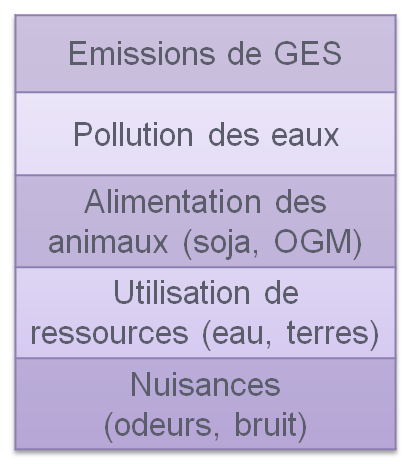 Emissions de GES
Pollution des eaux
Alimentation des
animaux (soja, OGM)
Utilisation de
ressources (eau, terres)
Nuisances
(odeurs, bruit)